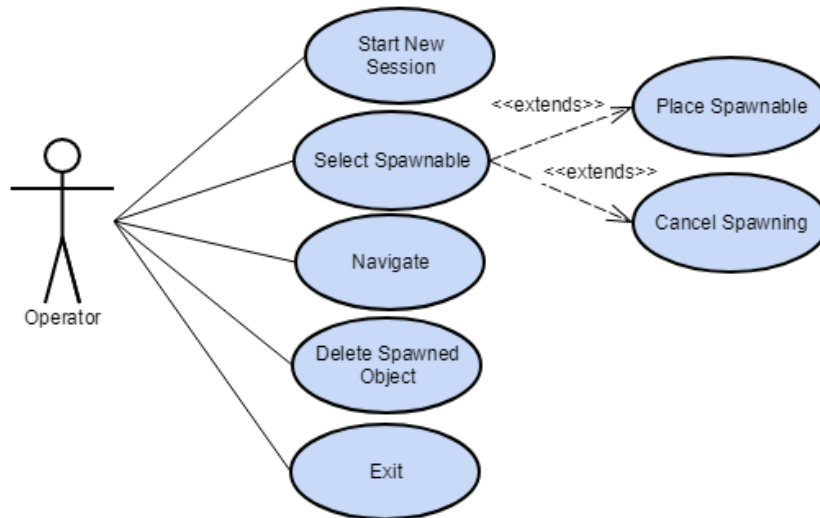 Start New
Session
<<extends>>
Place Spawnable
Select Spawnable
<<extends>>
Cancel Spawning
Navigate
Operator
Delete Spawned
Object
Exit